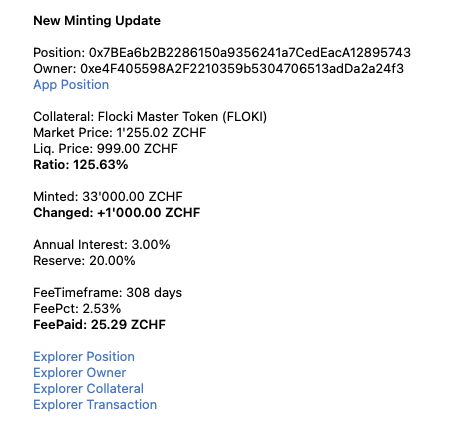 New Minting Update
Position: 0x7BEa6b2B2286150a9356241a7CedEacA12895743
Owner: 0xe4F405598A2F2210359b5304706513adDa2a24f3
App Position
Collateral: Flocki Master Token (FLOKI)
Market Price: 1'255.02 ZCHF
Liq. Price: 999.00 ZCHF
Ratio: 125.63%
Minted: 33'000.00 ZCHF
Changed: +1'000.00 ZCHF
Annual Interest: 3.00%
Reserve: 20.00%
FeeTimeframe: 308 days
FeePct: 2.53%
FeePaid: 25.29 ZCHF
Explorer Position
Explorer Owner
Explorer Collateral
Explorer Transaction